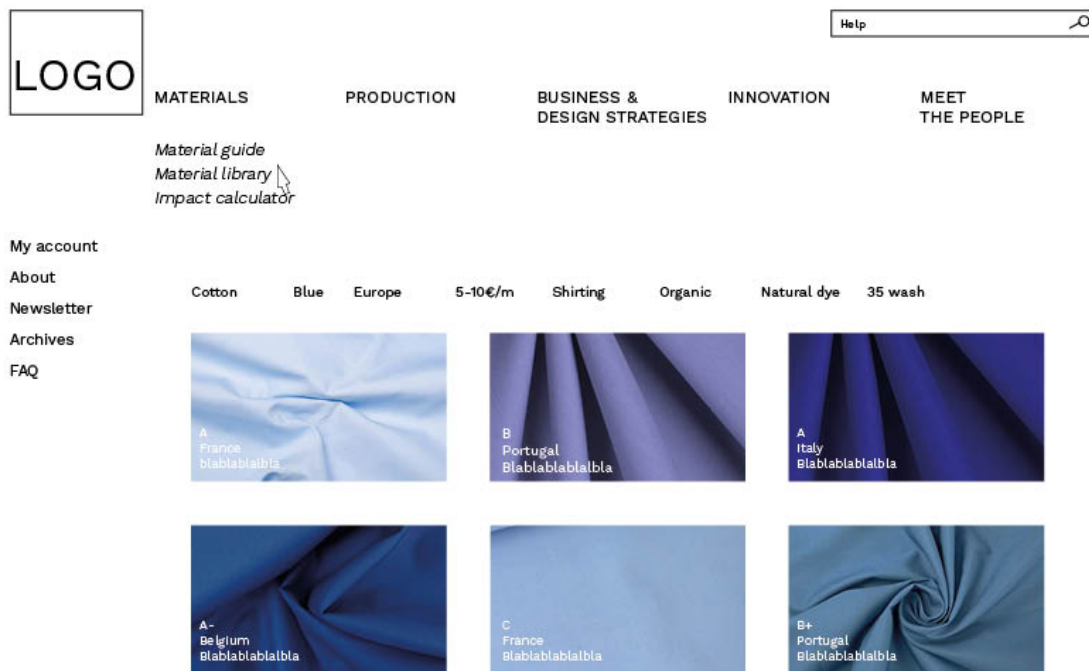 Help
LOGO
MATERIALS
PRODUCTION
BUSINESS &
DESIGN STRATEGIES
INNOVATION
MEET
THE PEOPLE
Material guide
Material library
Impact calculator
My account
About
Newsletter
Archives
FAQ
Cotton Blue Europe 5-10€/m Shirting Organic Natural dye 35 wash
A
France
blablablalbla
B
Portugal
Blablablablalbla
A
Italy
Blablablablalbla
A-
Belgium
Blablablablalbla
C
France
Blablablablalbla
B+
Portugal
Blablablablalbla